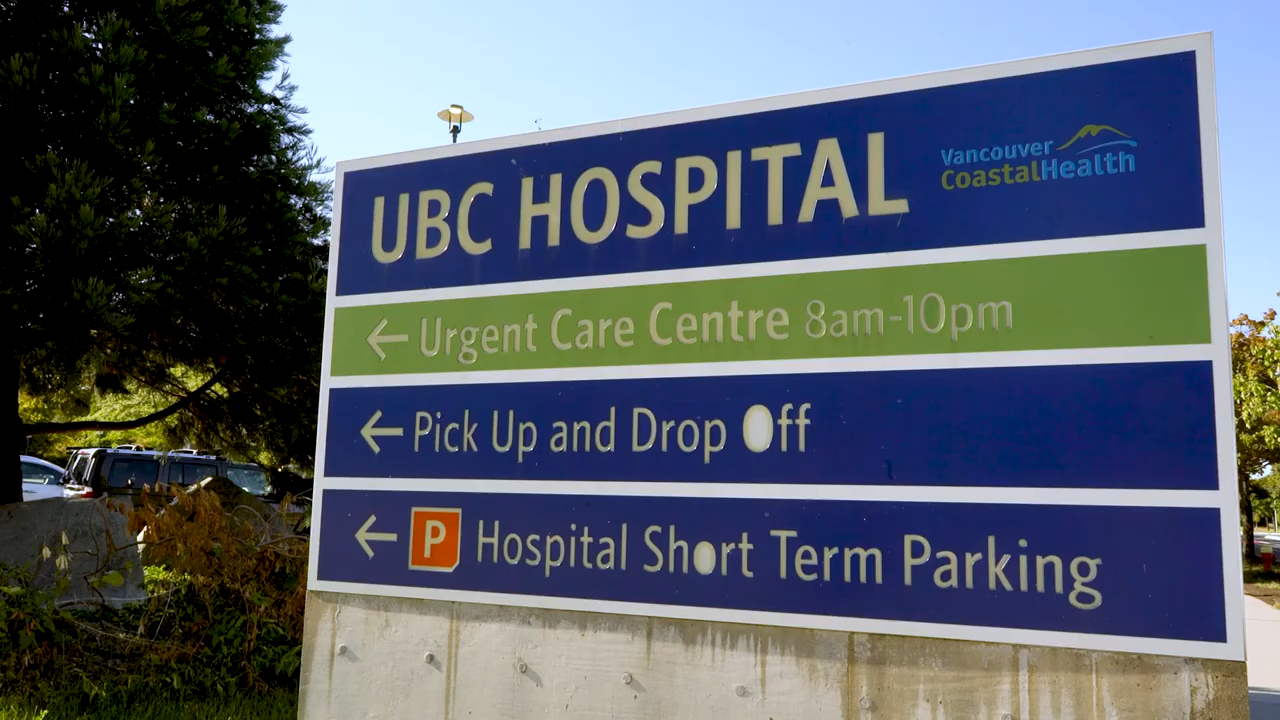 UBC HOSPITAL
Vancouver
CoastalHealth
← Urgent Care Centre 8am-10pm
← Pick Up and Drop Off
← P Hospital Short Term Parking